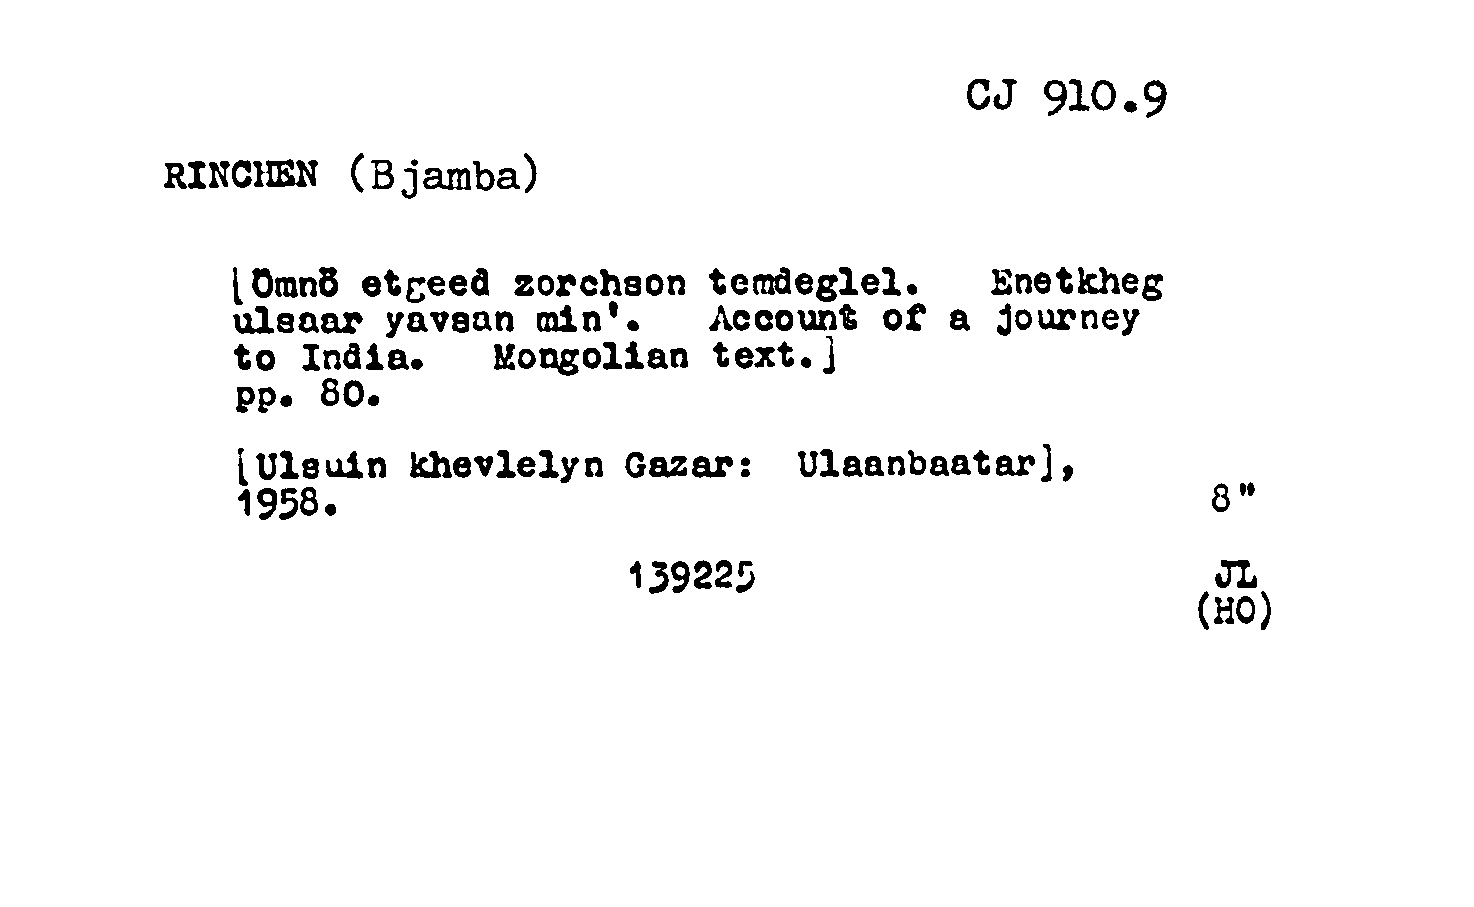 CJ 910.9
RINCHEN (Bjamba)
[Ömnö etgeed zorchson temdeglel. Enetkheg
ulsaar yavsan min'. Account of a journey
to India. Mongolian text.]
pp. 80.
[Ulsuin khevlelyn Gazar: Ulaanbaatar],
1958. 8"
139225 JL
(HO)